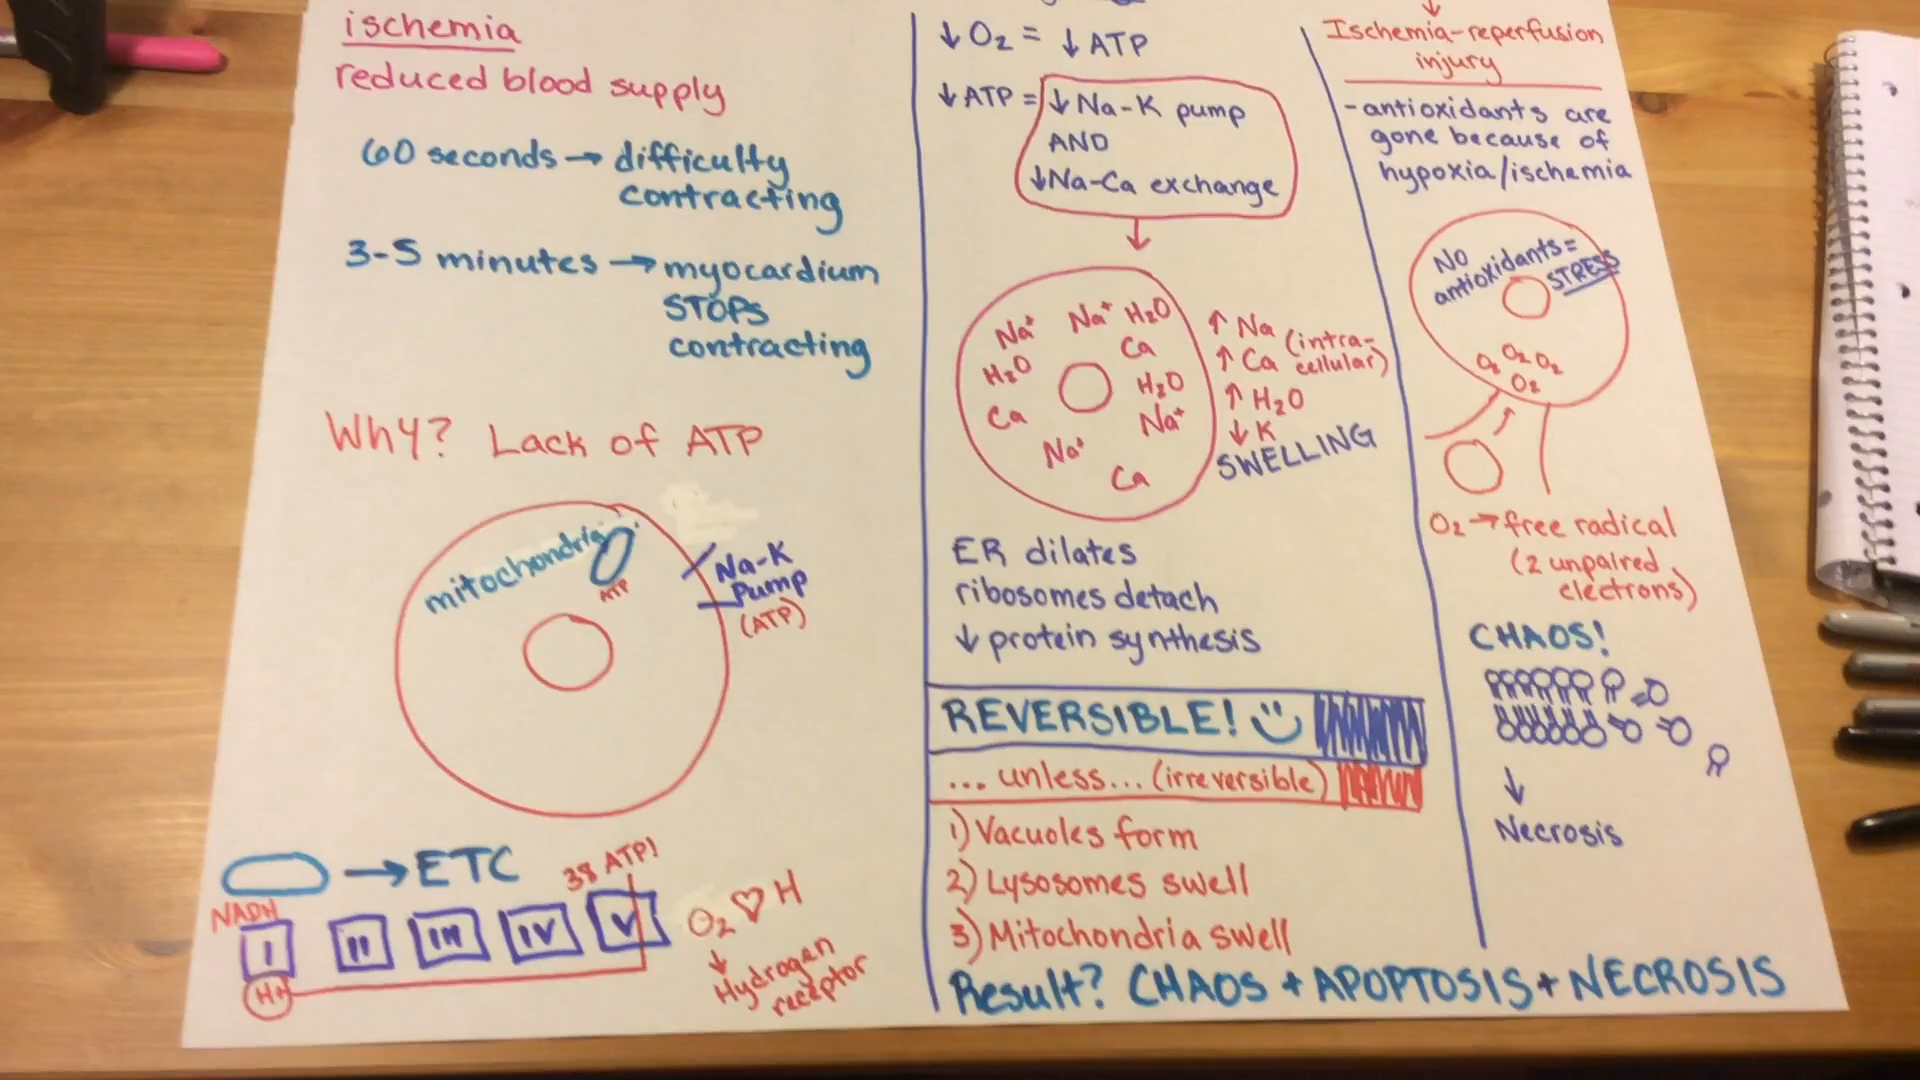 ischemia
reduced blood supply
60 seconds → difficulty
contracting
3-5 minutes → myocardium
STOPS
contracting
Why? Lack of ATP
mitochondria
ATP
Na-K
Pump
(ATP)
→ ETC
38 ATP!
NADH
I II III IV V
H+
O₂ ♡ H
↓
Hydrogen
receptor
↓ O₂ = ↓ ATP
↓ ATP = ↓ Na-K pump
AND
↓ Na-Ca exchange
↓
Na⁺ Na⁺ H₂O
Ca
H₂O
H₂O
Ca
Na⁺
Na⁺
Ca
↑ Na (intra-
↑ Ca cellular)
↑ H₂O
↓ K
SWELLING
ER dilates
ribosomes detach
↓ protein synthesis
REVERSIBLE!
... unless... (irreversible)
1) Vacuoles form
2) Lysosomes swell
3) Mitochondria swell
Result? CHAOS + APOPTOSIS + NECROSIS
↓
Ischemia-reperfusion
injury
- antioxidants are
gone because of
hypoxia/ischemia
NO
antioxidants =
STRESS
O₂ O₂ O₂
O₂
O₂ → free radical
(2 unpaired
electrons)
CHAOS!
↓
Necrosis